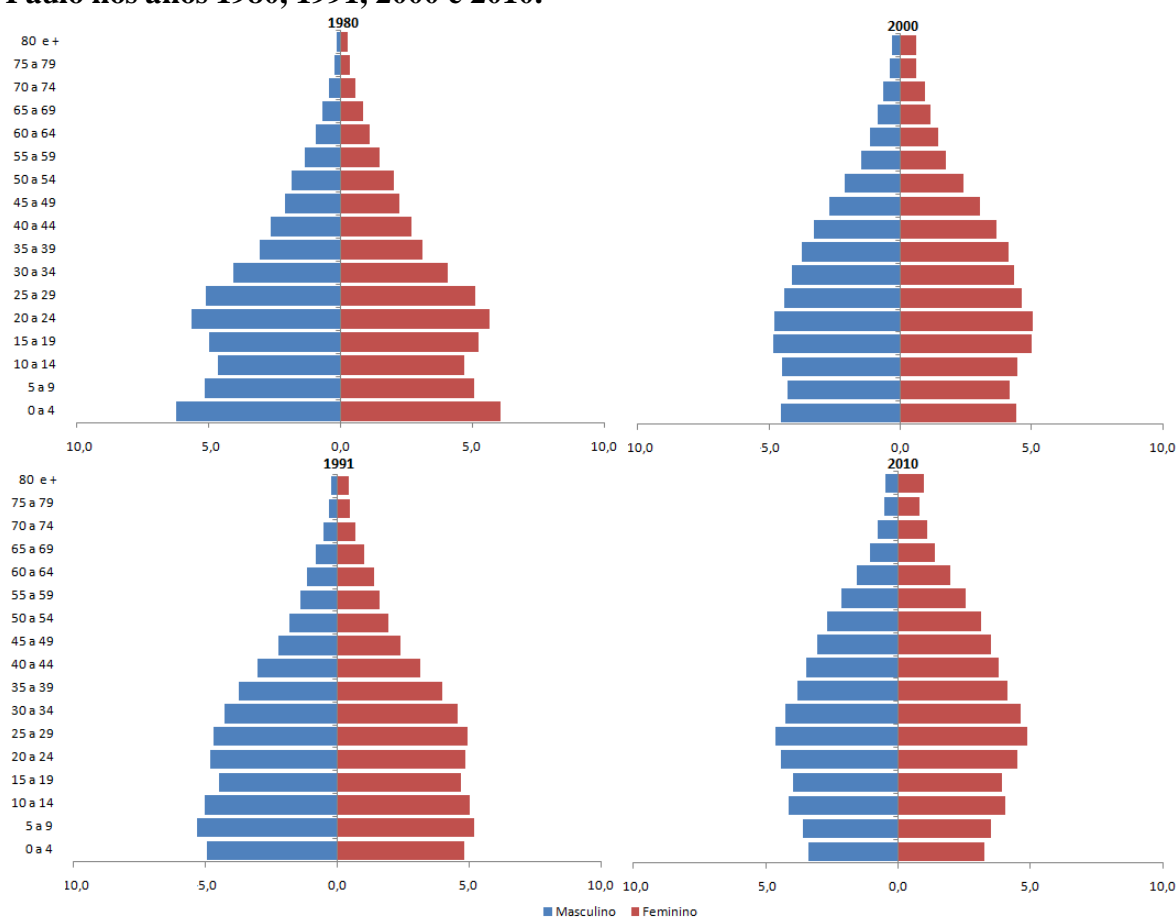 Paulo nos anos 1980, 1991, 2000 e 2010.
1980
80 e +
75 a 79
70 a 74
65 a 69
60 a 64
55 a 59
50 a 54
45 a 49
40 a 44
35 a 39
30 a 34
25 a 29
20 a 24
15 a 19
10 a 14
5 a 9
0 a 4
10,0 5,0 0,0 5,0 10,0
2000
10,0 5,0 0,0 5,0 10,0
1991
80 e +
75 a 79
70 a 74
65 a 69
60 a 64
55 a 59
50 a 54
45 a 49
40 a 44
35 a 39
30 a 34
25 a 29
20 a 24
15 a 19
10 a 14
5 a 9
0 a 4
10,0 5,0 0,0 5,0 10,0
2010
10,0 5,0 0,0 5,0 10,0
Masculino Feminino